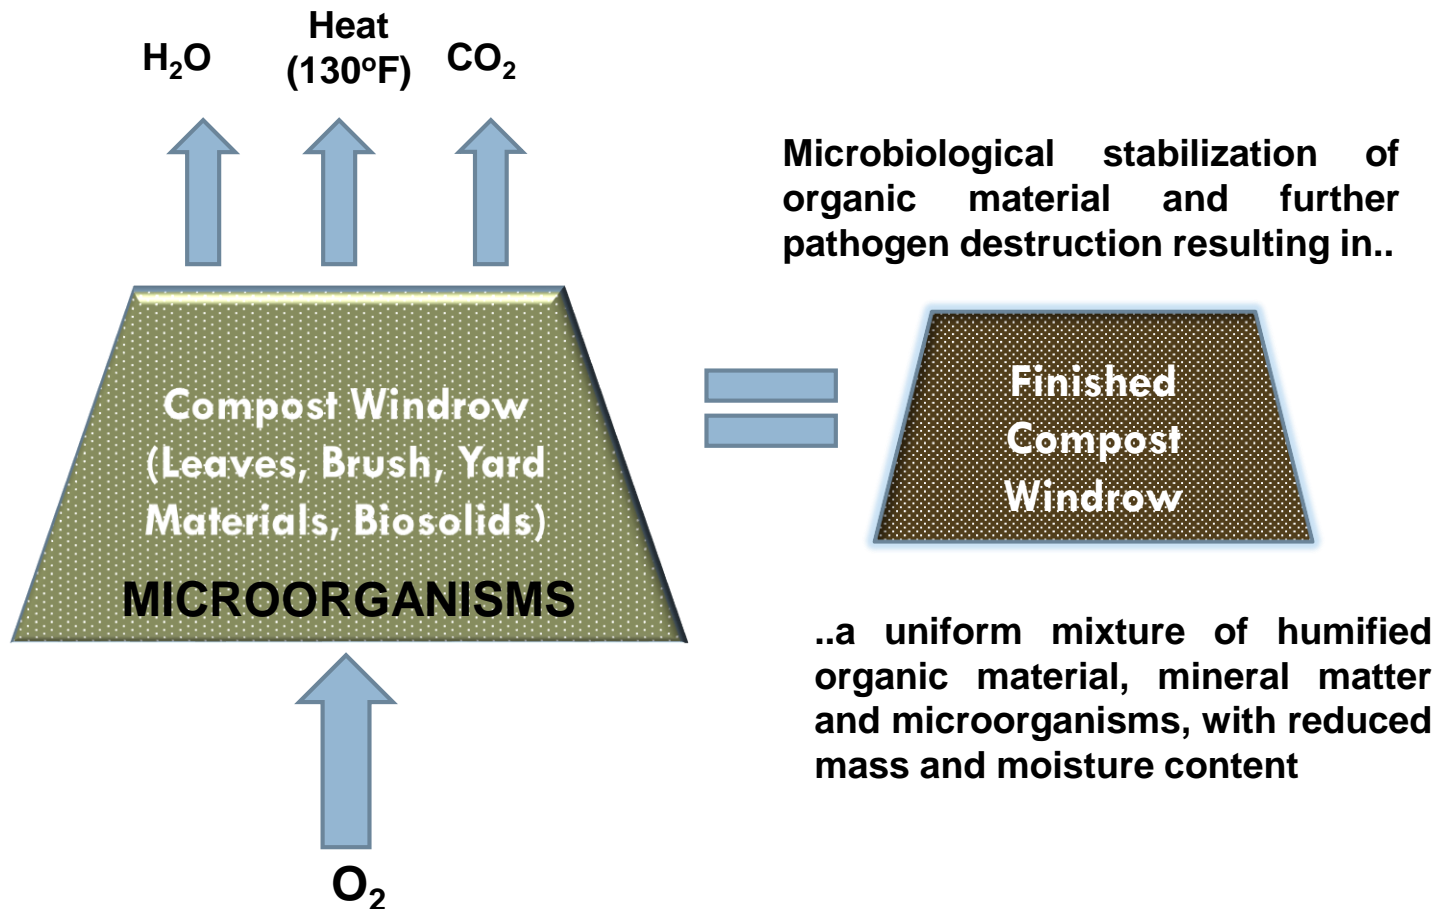 H₂O
Heat
(130°F)
CO₂
Microbiological stabilization of
organic material and further
pathogen destruction resulting in..
Compost Windrow
(Leaves, Brush, Yard
Materials, Biosolids)
MICROORGANISMS
Finished
Compost
Windrow
..a uniform mixture of humified
organic material, mineral matter
and microorganisms, with reduced
mass and moisture content
O₂